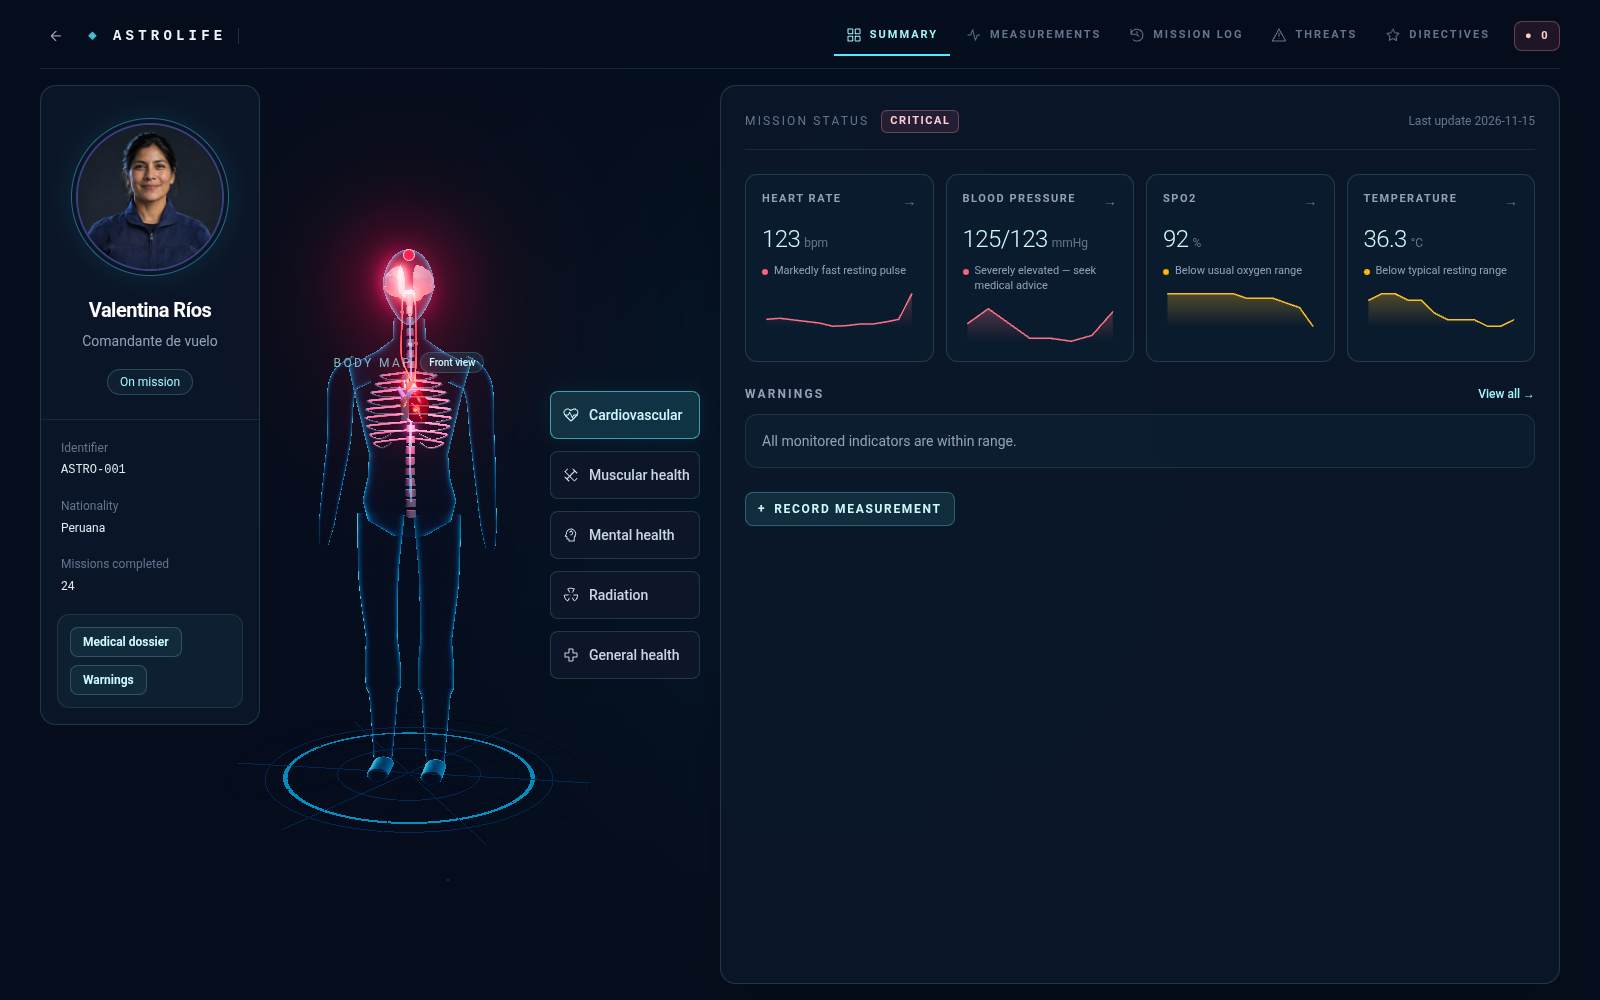 ASTROLIFE
SUMMARY
MEASUREMENTS
MISSION LOG
THREATS
DIRECTIVES
0
Valentina Ríos
Comandante de vuelo
On mission
Identifier
ASTRO-001
Nationality
Peruana
Missions completed
24
Medical dossier
Warnings
BODY MAP
Front view
Cardiovascular
Muscular health
Mental health
Radiation
General health
MISSION STATUS CRITICAL
Last update 2026-11-15
HEART RATE →
123 bpm
Markedly fast resting pulse
BLOOD PRESSURE →
125/123 mmHg
Severely elevated — seek
medical advice
SPO2 →
92 %
Below usual oxygen range
TEMPERATURE →
36.3 °C
Below typical resting range
WARNINGS
View all →
All monitored indicators are within range.
+ RECORD MEASUREMENT